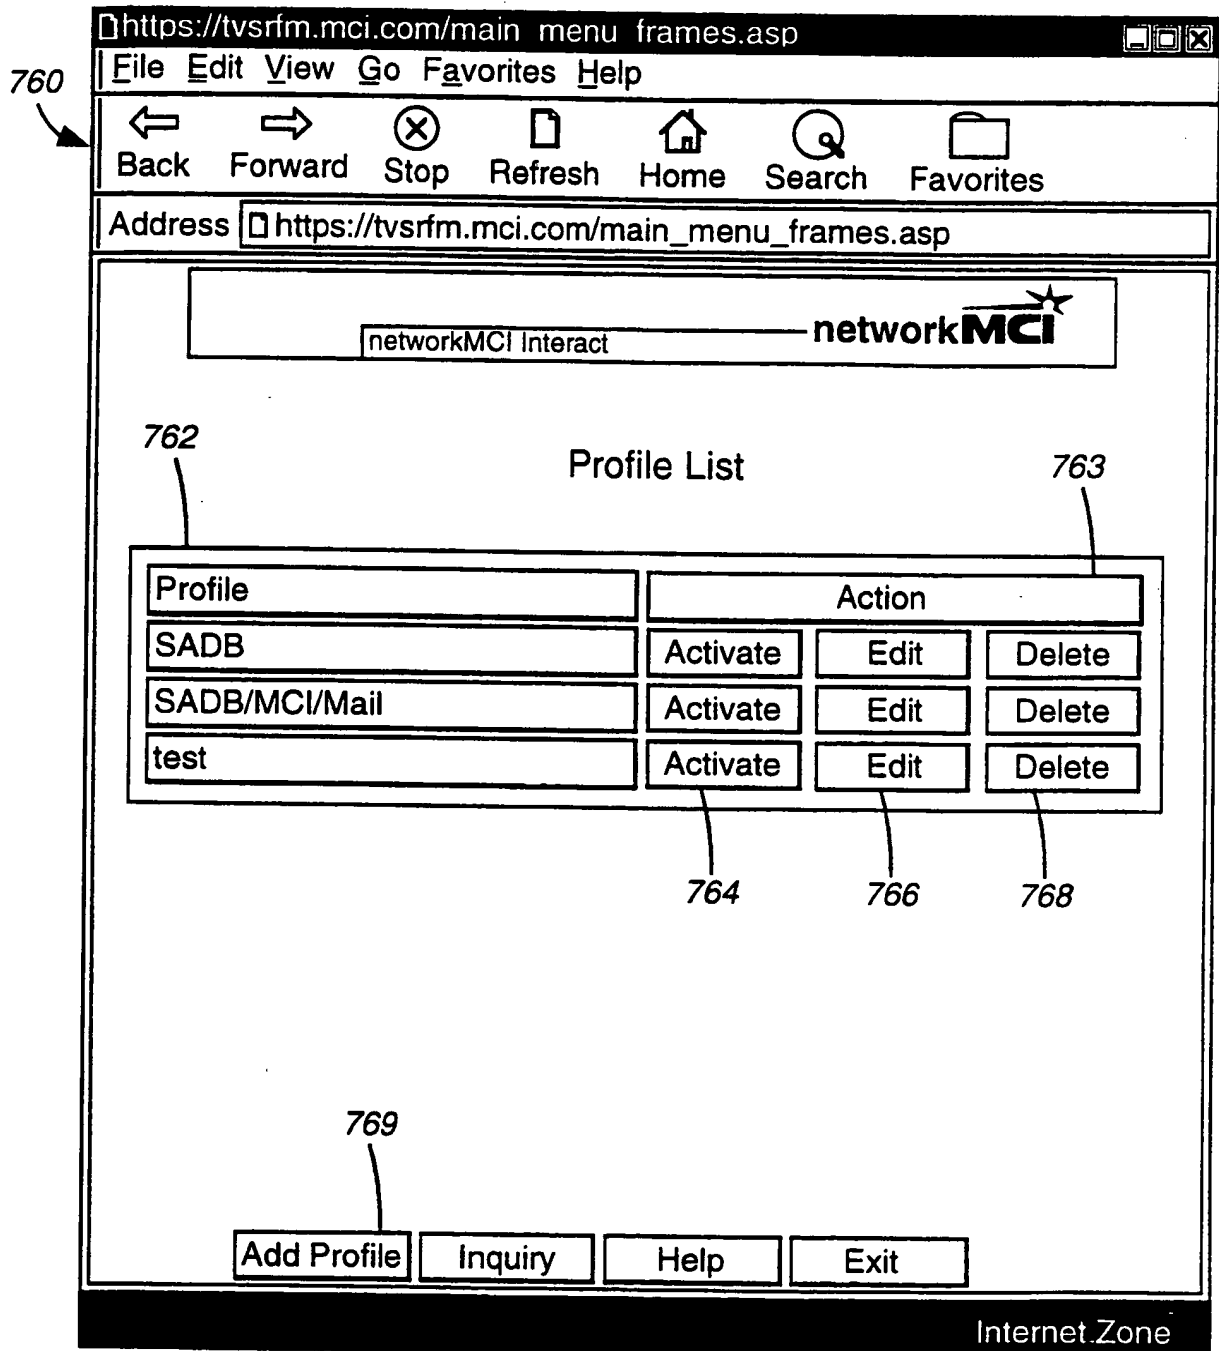 https://tvsrfm.mci.com/main menu frames.asp
760
File Edit View Go Favorites Help
Back Forward Stop Refresh Home Search Favorites
Address https://tvsrfm.mci.com/main_menu_frames.asp
networkMCI Interact
networkMCI
762
Profile List
763
Profile Action
SADB Activate Edit Delete
SADB/MCI/Mail Activate Edit Delete
test Activate Edit Delete
764 766 768
769
Add Profile Inquiry Help Exit
Internet.Zone